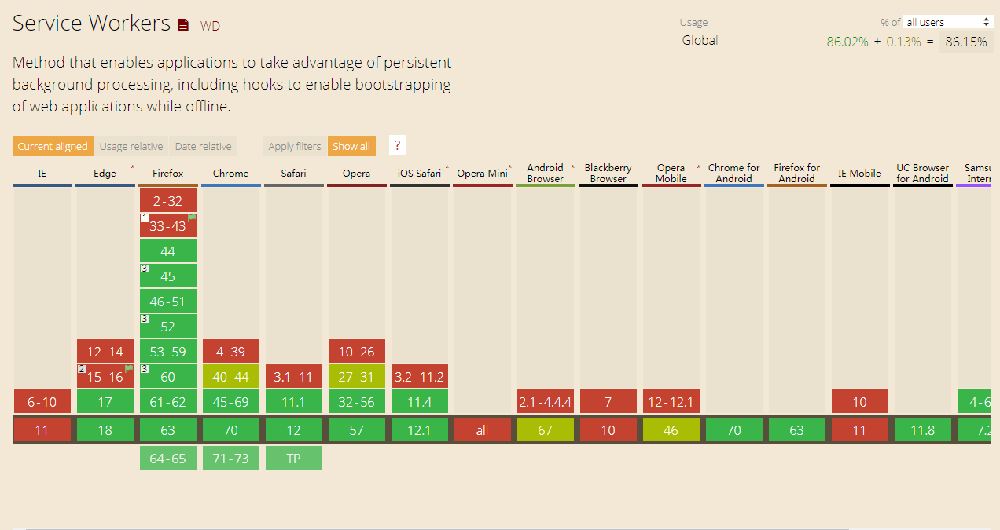 Service Workers - WD
Usage
% of all users
Global
86.02% + 0.13% = 86.15%
Method that enables applications to take advantage of persistent
background processing, including hooks to enable bootstrapping
of web applications while offline.
Current aligned Usage relative Date relative Apply filters Show all ?
IE Edge * Firefox Chrome Safari Opera iOS Safari * Opera Mini * Android Browser * Blackberry Browser Opera Mobile * Chrome for Android Firefox for Android IE Mobile UC Browser for Android
2-32
1 33-43
44
3 45
46-51
3 52
12-14 53-59 4-39 10-26
2 15-16 3 60 40-44 3.1-11 27-31 3.2-11.2
6-10 17 61-62 45-69 11.1 32-56 11.4 2.1-4.4.4 7 12-12.1 10 4-6
11 18 63 70 12 57 12.1 all 67 10 46 70 63 11 11.8 7.2
64-65 71-73 TP